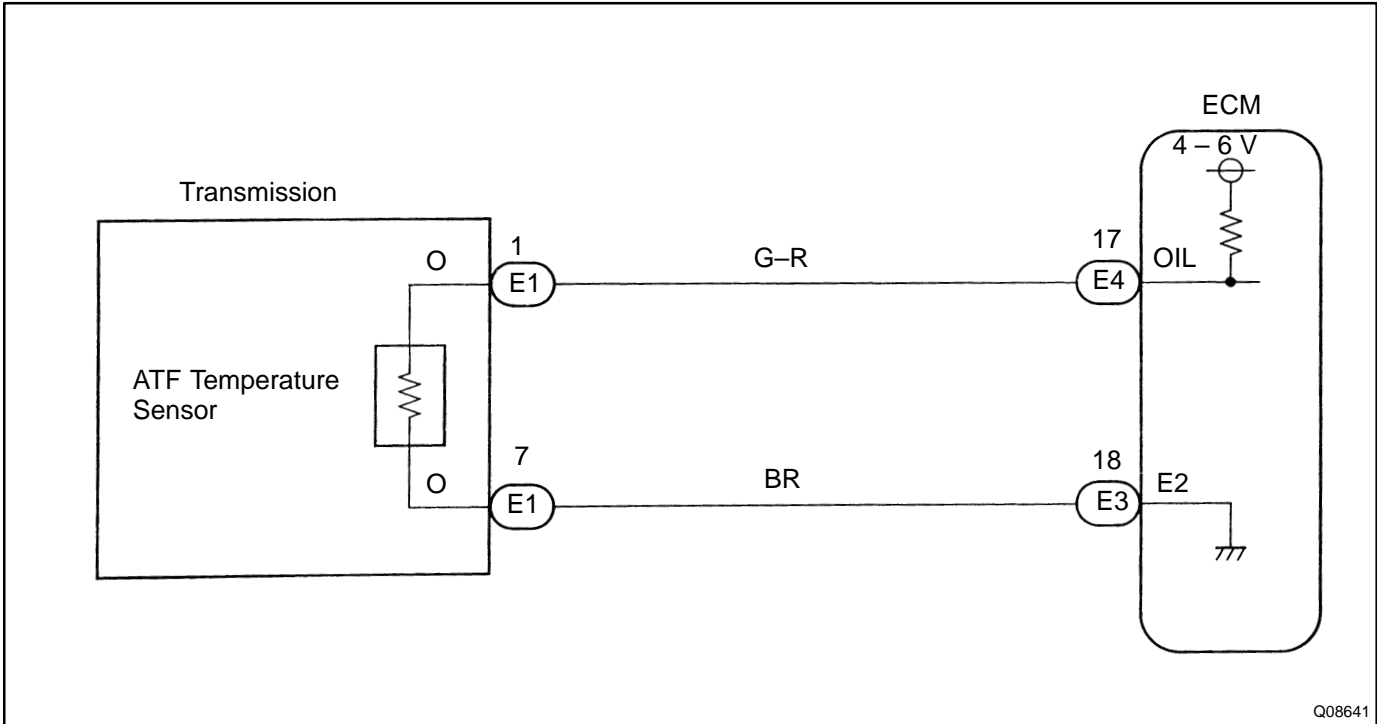 ECM
4 – 6 V
Transmission
O
1
E1
G–R
17
E4
OIL
ATF Temperature
Sensor
O
7
E1
BR
18
E3
E2
Q08641